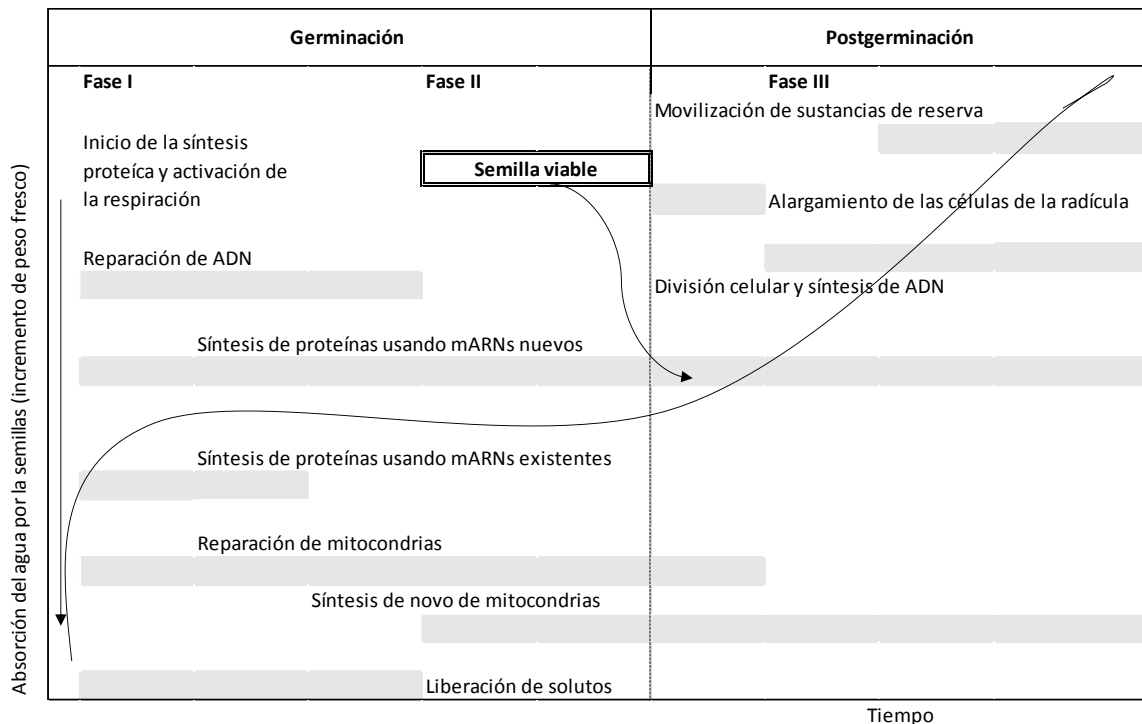 Germinación
Postgerminación
Fase I
Fase II
Fase III
Movilización de sustancias de reserva
Inicio de la síntesis
proteíca y activación de
la respiración
Semilla viable
Alargamiento de las células de la radícula
Reparación de ADN
División celular y síntesis de ADN
Síntesis de proteínas usando mARNs nuevos
Síntesis de proteínas usando mARNs existentes
Reparación de mitocondrias
Síntesis de novo de mitocondrias
Liberación de solutos
Absorción del agua por la semillas (incremento de peso fresco)
Tiempo